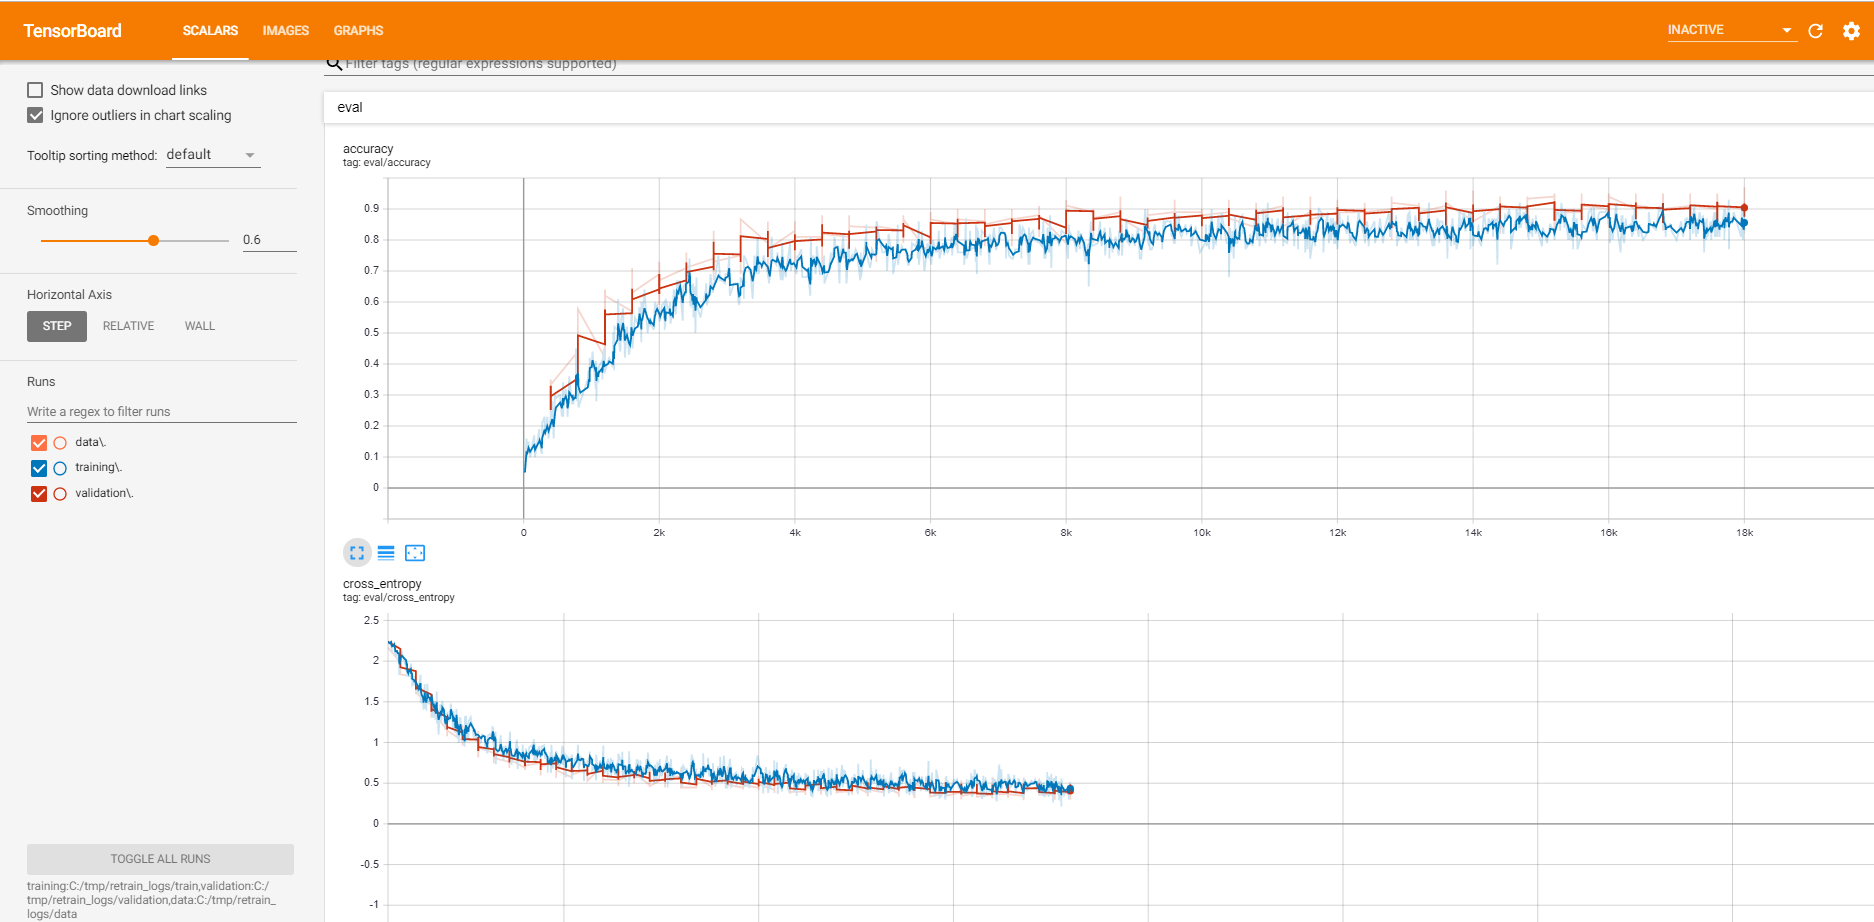 TensorBoard SCALARS IMAGES GRAPHS INACTIVE
Filter tags (regular expressions supported)
Show data download links
Ignore outliers in chart scaling
Tooltip sorting method: default
Smoothing
0.6
Horizontal Axis
STEP RELATIVE WALL
Runs
Write a regex to filter runs
data\.
training\.
validation\.
TOGGLE ALL RUNS
training:C:/tmp/retrain_logs/train,validation:C:/
tmp/retrain_logs/validation,data:C:/tmp/retrain_
logs/data
eval
accuracy
tag: eval/accuracy
0.9
0.8
0.7
0.6
0.5
0.4
0.3
0.2
0.1
0
0 2k 4k 6k 8k 10k 12k 14k 16k 18k
cross_entropy
tag: eval/cross_entropy
2.5
2
1.5
1
0.5
0
-0.5
-1